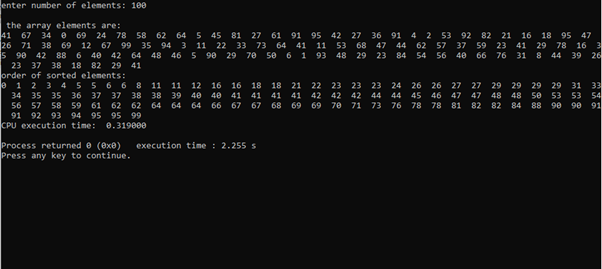 enter number of elements: 100
the array elements are:
41 67 34 0 69 24 78 58 62 64 5 45 81 27 61 91 95 42 27 36 91 4 2 53 92 82 21 16 18 95 47
26 71 38 69 12 67 99 35 94 3 11 22 33 73 64 41 11 53 68 47 44 62 57 37 59 23 41 29 78 16 3
5 90 42 88 6 40 42 64 48 46 5 90 29 70 50 6 1 93 48 29 23 84 54 56 40 66 76 31 8 44 39 26
23 37 38 18 82 29 41
order of sorted elements:
0 1 2 2 3 4 5 5 6 6 8 11 11 12 16 16 18 18 21 22 23 23 23 24 26 26 27 27 29 29 29 29 31 33
34 35 35 36 37 37 38 38 39 40 40 41 41 41 41 42 42 42 44 44 45 46 47 47 48 48 50 53 53 54
56 57 58 59 61 62 62 64 64 64 66 67 67 68 69 69 70 71 73 76 78 78 81 82 82 84 88 90 90 91
91 92 93 94 95 95 99
CPU execution time: 0.319000
Process returned 0 (0x0) execution time : 2.255 s
Press any key to continue.